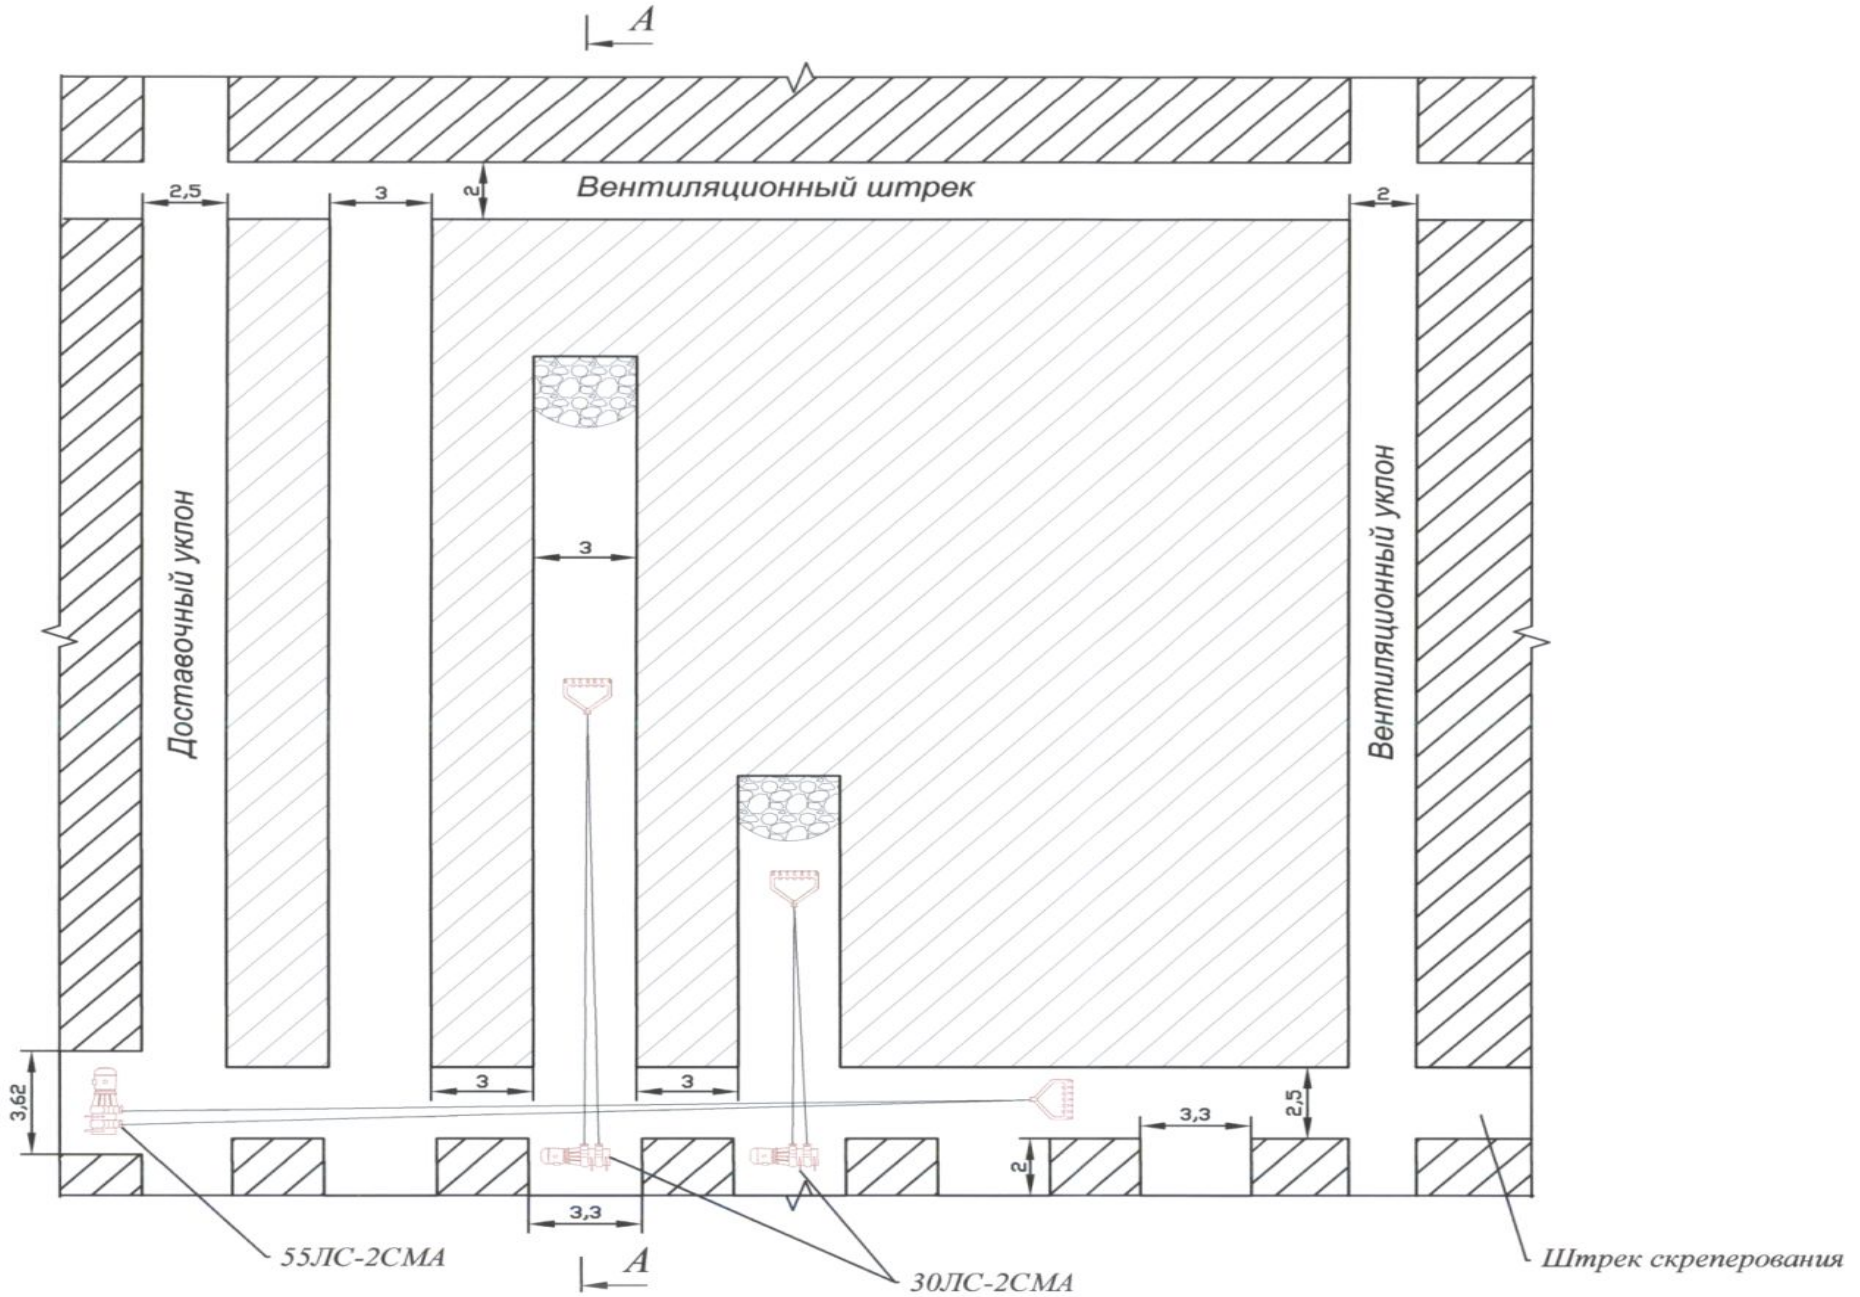 А
Вентиляционный штрек
2,5
3
2
2
3
Доставочный уклон
Вентиляционный уклон
3
3
3,62
2,5
3,3
2
3,3
55ЛС-2СМА
А
30ЛС-2СМА
Штрек скреперования